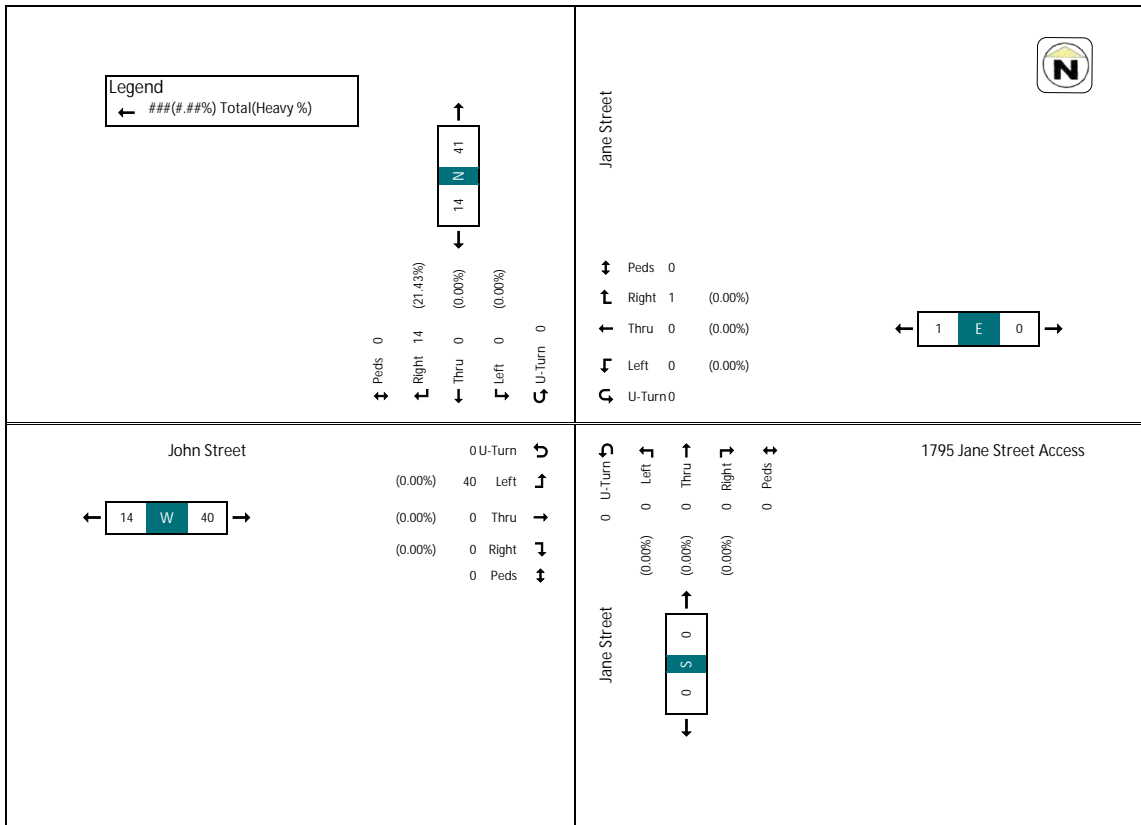 Legend
###(#.##%) Total(Heavy %)
41
N
14
Peds 0
Right 14 (21.43%)
Thru 0 (0.00%)
Left 0 (0.00%)
U-Turn 0
N
Jane Street
Peds 0
Right 1 (0.00%)
Thru 0 (0.00%)
Left 0 (0.00%)
U-Turn 0
1 E 0
John Street
14 W 40
0 U-Turn
(0.00%) 40 Left
(0.00%) 0 Thru
(0.00%) 0 Right
0 Peds
0 U-Turn
(0.00%) 0 Left
(0.00%) 0 Thru
(0.00%) 0 Right
0 Peds
1795 Jane Street Access
Jane Street
0
S
0